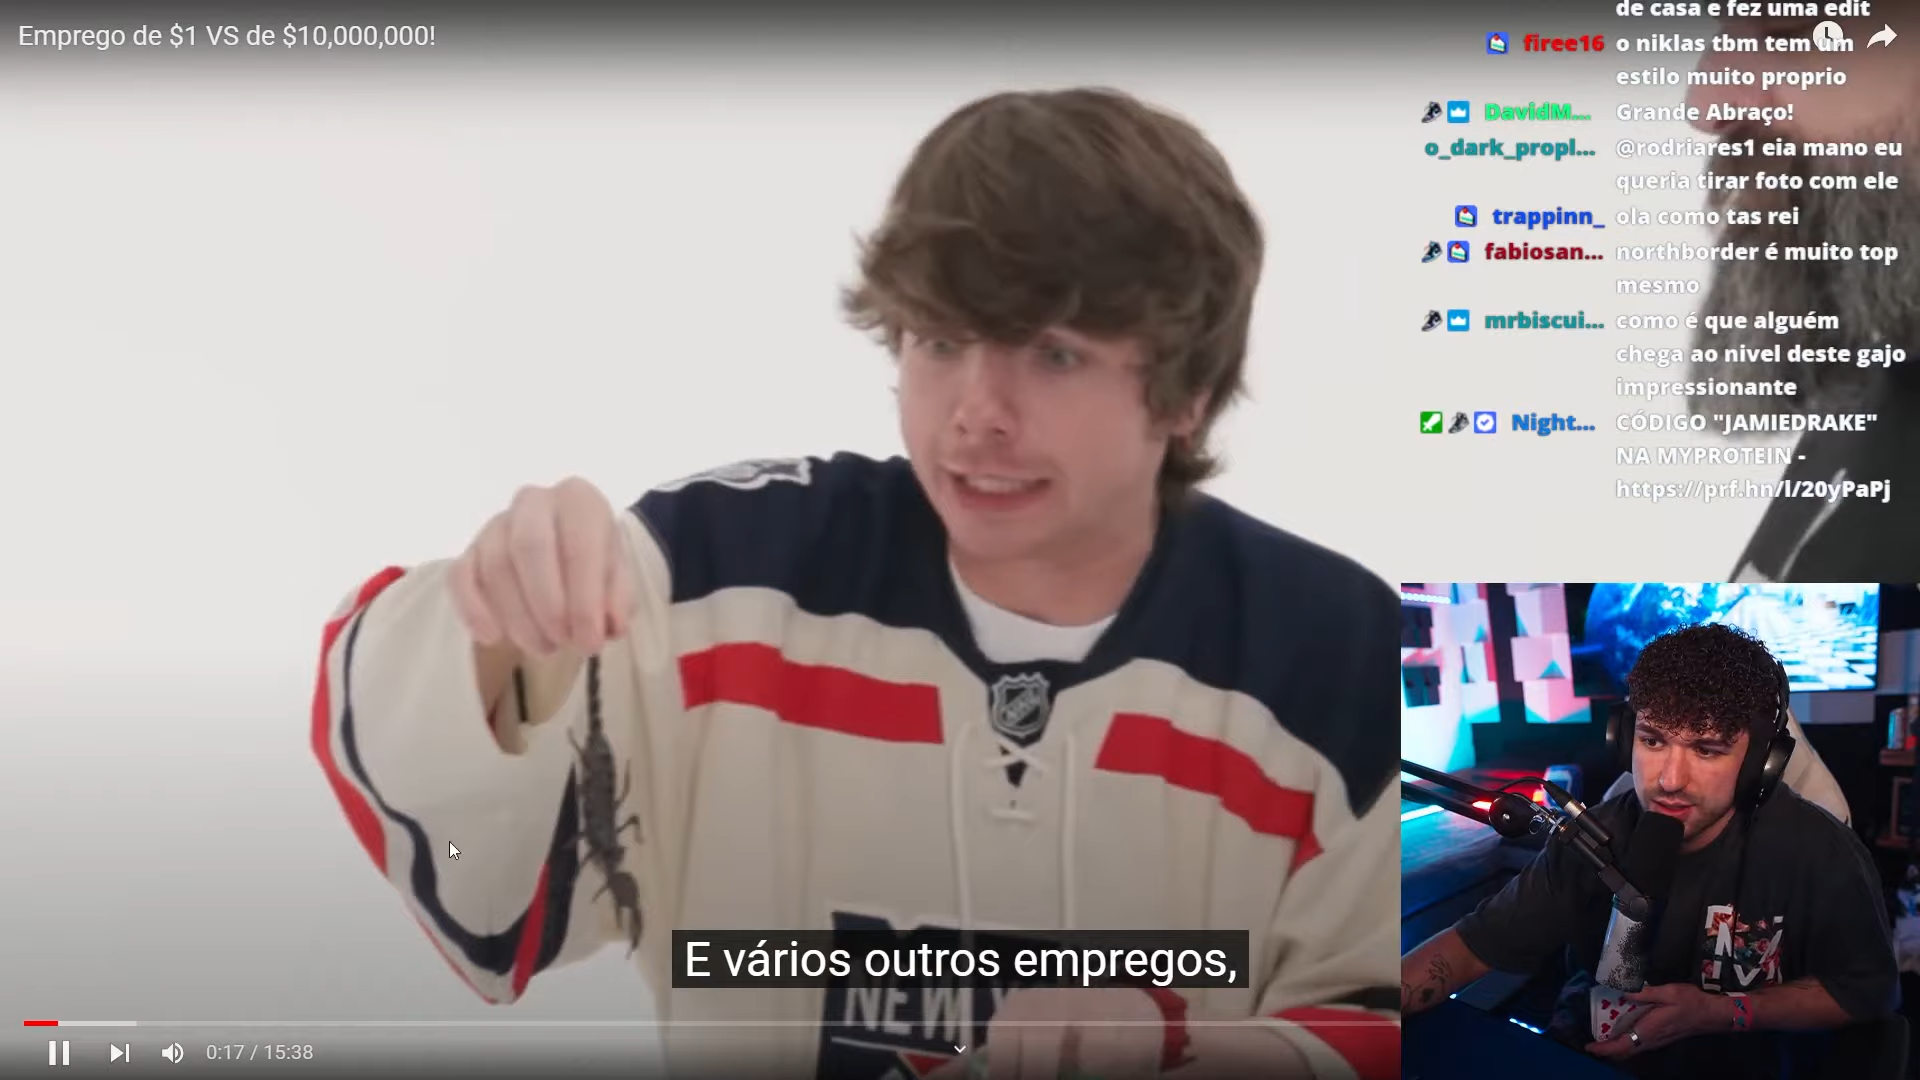 Emprego de $1 VS de $10,000,000!
de casa e fez uma edit
firee16 o niklas tbm tem um
estilo muito proprio
DavidM... Grande Abraço!
o_dark_propl... @rodriares1 eia mano eu
queria tirar foto com ele
trappinn_ ola como tas rei
fabiosan... northborder é muito top
mesmo
mrbiscui... como é que alguém
chega ao nivel deste gajo
impressionante
Night... CÓDIGO "JAMIEDRAKE"
NA MYPROTEIN -
https://prf.hn/l/20yPaPj
NHL
E vários outros empregos,
NEW Y
0:17 / 15:38